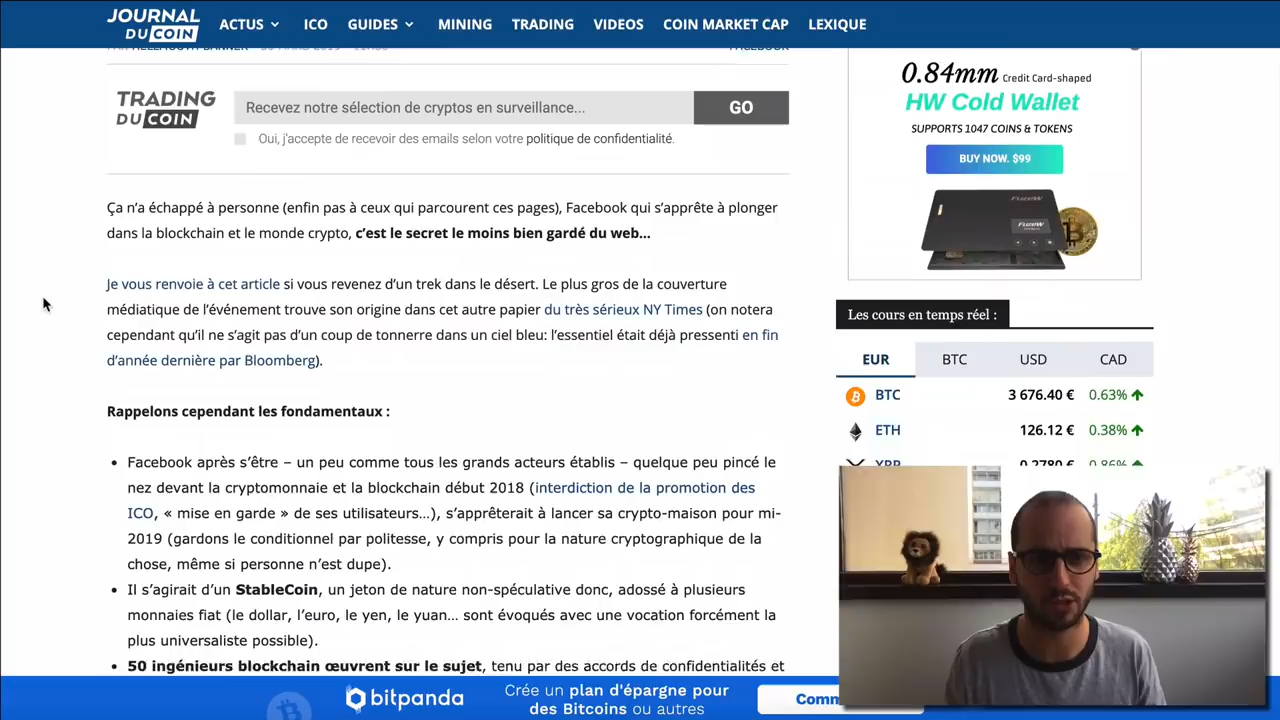 JOURNAL
DU COIN
ACTUS
ICO
GUIDES
MINING
TRADING
VIDEOS
COIN MARKET CAP
LEXIQUE
FACEBOOK
TRADING
DU COIN
Recevez notre sélection de cryptos en surveillance...
GO
Oui, j'accepte de recevoir des emails selon votre politique de confidentialité.
Ça n’a échappé à personne (enfin pas à ceux qui parcourent ces pages), Facebook qui s’apprête à plonger
dans la blockchain et le monde crypto, c’est le secret le moins bien gardé du web…
Je vous renvoie à cet article si vous revenez d’un trek dans le désert. Le plus gros de la couverture
médiatique de l’événement trouve son origine dans cet autre papier du très sérieux NY Times (on notera
cependant qu’il ne s’agit pas d’un coup de tonnerre dans un ciel bleu: l’essentiel était déjà pressenti en fin
d’année dernière par Bloomberg).
Rappelons cependant les fondamentaux :
Facebook après s’être – un peu comme tous les grands acteurs établis – quelque peu pincé le
nez devant la cryptomonnaie et la blockchain début 2018 (interdiction de la promotion des
ICO, « mise en garde » de ses utilisateurs…), s’apprêterait à lancer sa crypto-maison pour mi-
2019 (gardons le conditionnel par politesse, y compris pour la nature cryptographique de la
chose, même si personne n’est dupe).
Il s’agirait d’un StableCoin, un jeton de nature non-spéculative donc, adossé à plusieurs
monnaies fiat (le dollar, l’euro, le yen, le yuan… sont évoqués avec une vocation forcément la
plus universaliste possible).
50 ingénieurs blockchain œuvrent sur le sujet, tenu par des accords de confidentialités et
0.84mm Credit Card-shaped
HW Cold Wallet
SUPPORTS 1047 COINS & TOKENS
BUY NOW. $99
FuzeW
FuzeW
Les cours en temps réel :
EUR BTC USD CAD
BTC 3 676.40 € 0.63%
ETH 126.12 € 0.38%
XRP 0.2780 € 0.86%
bitpanda
Crée un plan d'épargne pour
des Bitcoins ou autres
Comm